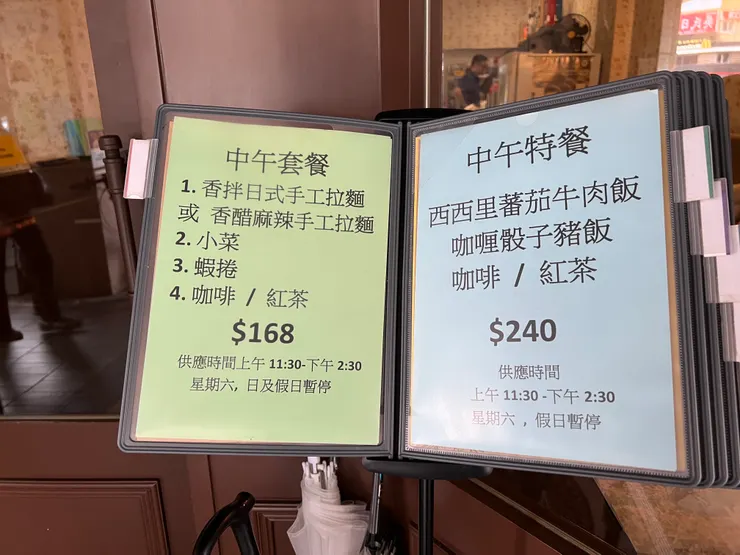 中午套餐
1. 香拌日式手工拉麵
或 香醋麻辣手工拉麵
2. 小菜
3. 蝦捲
4. 咖啡 / 紅茶
$168
供應時間上午 11:30-下午 2:30
星期六, 日及假日暫停
中午特餐
西西里蕃茄牛肉飯
咖喱骰子豬飯
咖啡 / 紅茶
$240
供應時間
上午 11:30 -下午 2:30
星期六 , 假日暫停